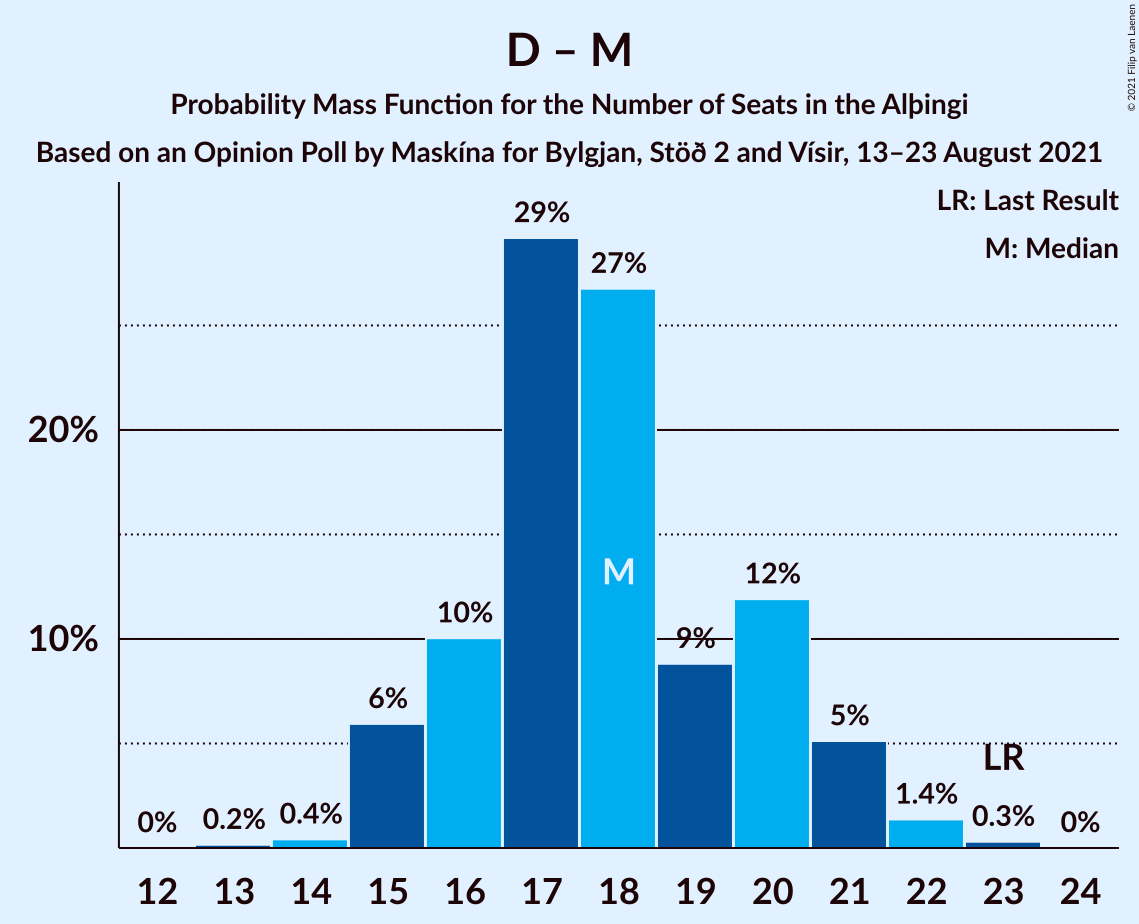 D – M
Probability Mass Function for the Number of Seats in the Alþingi
Based on an Opinion Poll by Maskína for Bylgjan, Stöð 2 and Vísir, 13–23 August 2021
© 2021 Filip van Laenen
LR: Last Result
M: Median
29%
27%
20%
M
12%
10%
10%
9%
6%
5%
LR
1.4%
0.4%
0.3%
0.2%
0%
0%
12 13 14 15 16 17 18 19 20 21 22 23 24